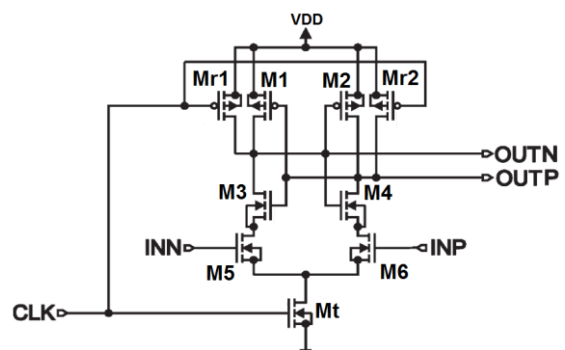 VDD
Mr1 M1 M2 Mr2
OUTN
OUTP
M3 M4
INN INP
M5 M6
CLK Mt